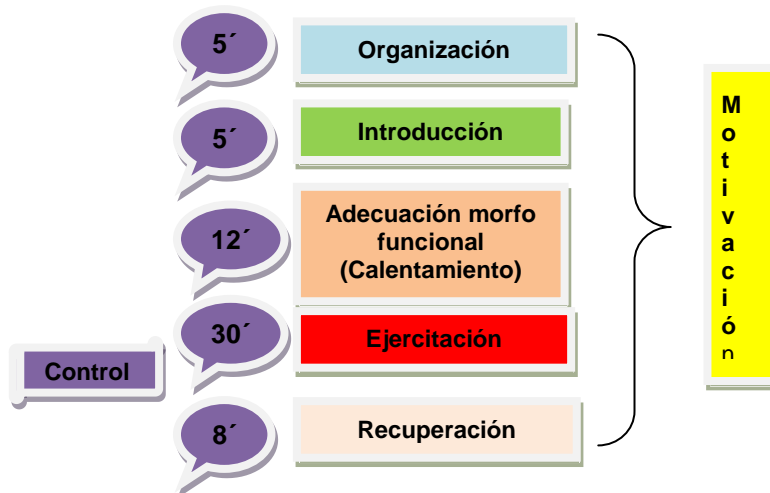 5´
Organización
5´
Introducción
12´
Adecuación morfo
funcional
(Calentamiento)
30´
Ejercitación
Control
8´
Recuperación
M
o
t
i
v
a
c
i
ó
n